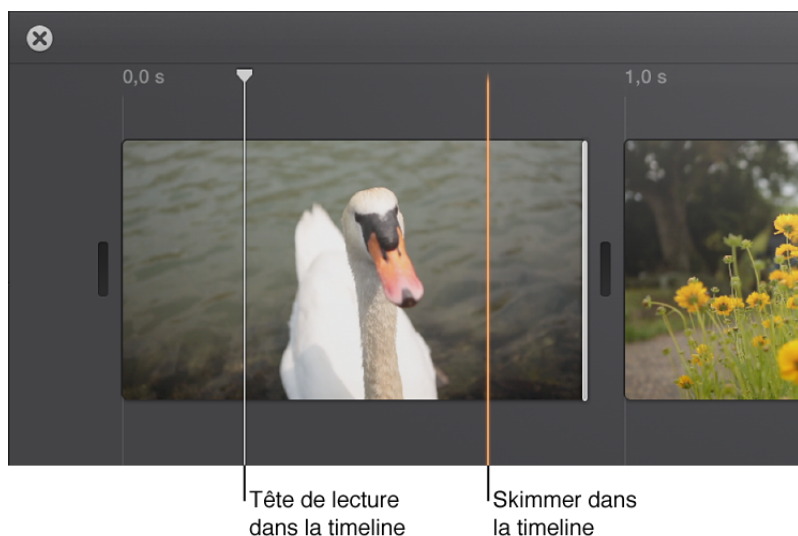 0,0 s
1,0 s
Tête de lecture
dans la timeline
Skimmer dans
la timeline